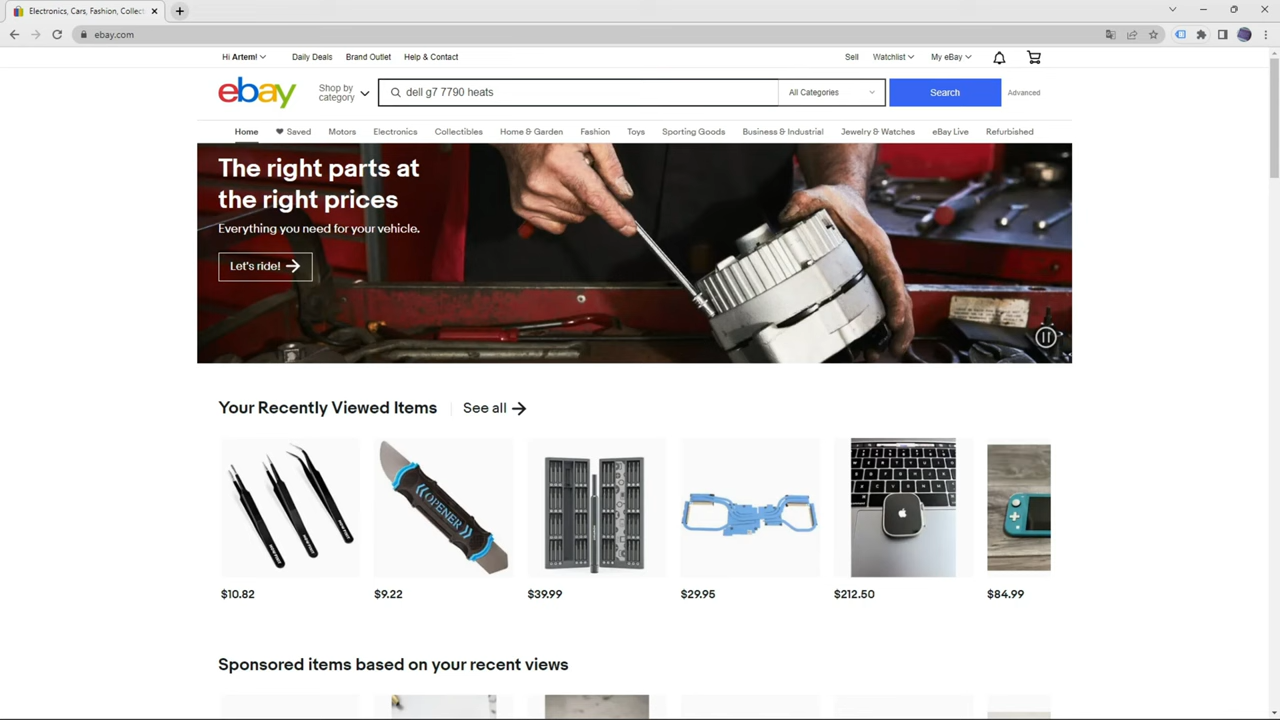 Electronics, Cars, Fashion, Collect
ebay.com
Hi Artem!
Daily Deals
Brand Outlet
Help & Contact
Sell
Watchlist
My eBay
ebay
Shop by
category
dell g7 7790 heats
All Categories
Search
Advanced
Home
Saved
Motors
Electronics
Collectibles
Home & Garden
Fashion
Toys
Sporting Goods
Business & Industrial
Jewelry & Watches
eBay Live
Refurbished
The right parts at
the right prices
Everything you need for your vehicle.
Let's ride!
Your Recently Viewed Items
See all
OPENER
$10.82
$9.22
$39.99
$29.95
$212.50
$84.99
Sponsored items based on your recent views